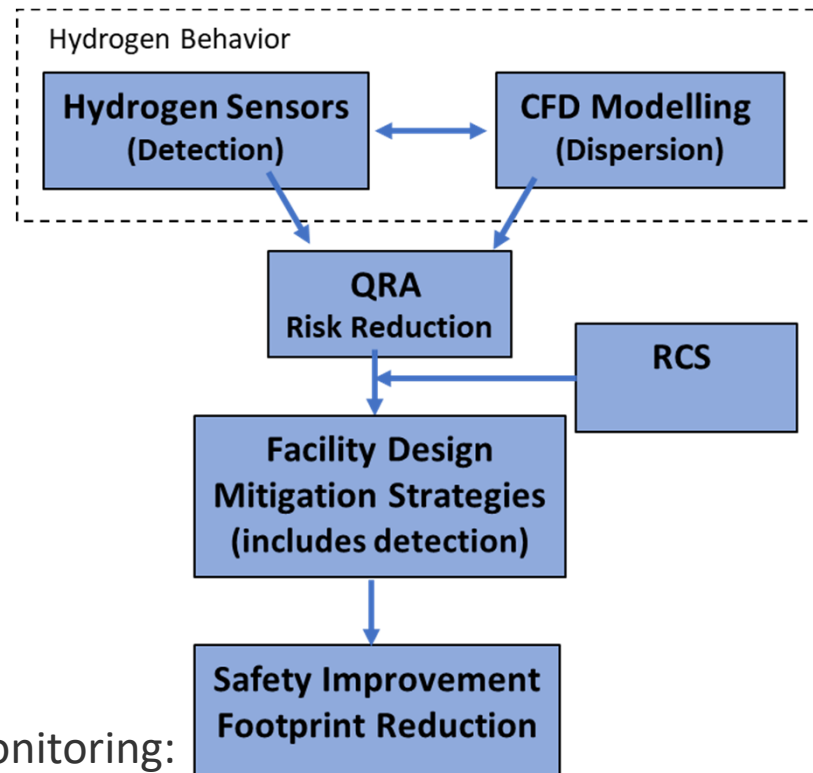 Hydrogen Behavior
Hydrogen Sensors
(Detection)
CFD Modelling
(Dispersion)
QRA
Risk Reduction
RCS
Facility Design
Mitigation Strategies
(includes detection)
Safety Improvement
Footprint Reduction
onitoring: